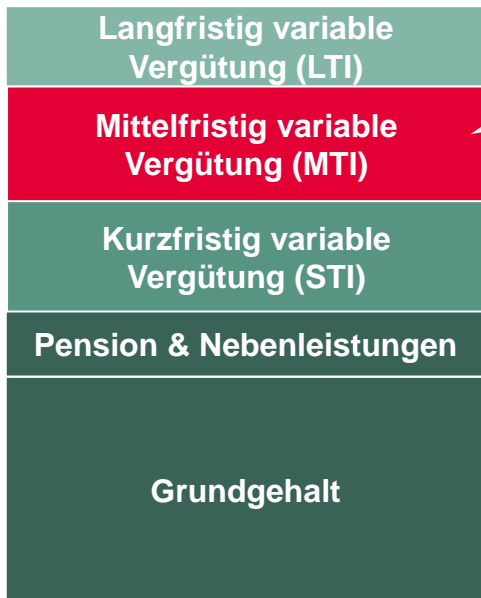 Langfristig variable
Vergütung (LTI)
Mittelfristig variable
Vergütung (MTI)
Kurzfristig variable
Vergütung (STI)
Pension & Nebenleistungen
Grundgehalt